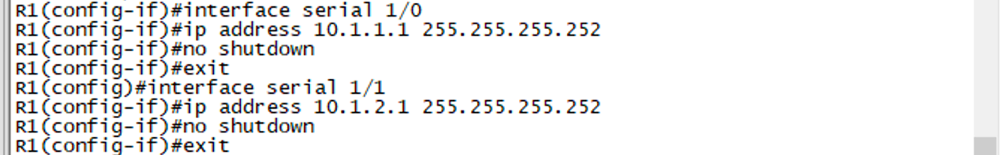 R1(config-if)#interface serial 1/0
R1(config-if)#ip address 10.1.1.1 255.255.255.252
R1(config-if)#no shutdown
R1(config-if)#exit
R1(config)#interface serial 1/1
R1(config-if)#ip address 10.1.2.1 255.255.255.252
R1(config-if)#no shutdown
R1(config-if)#exit